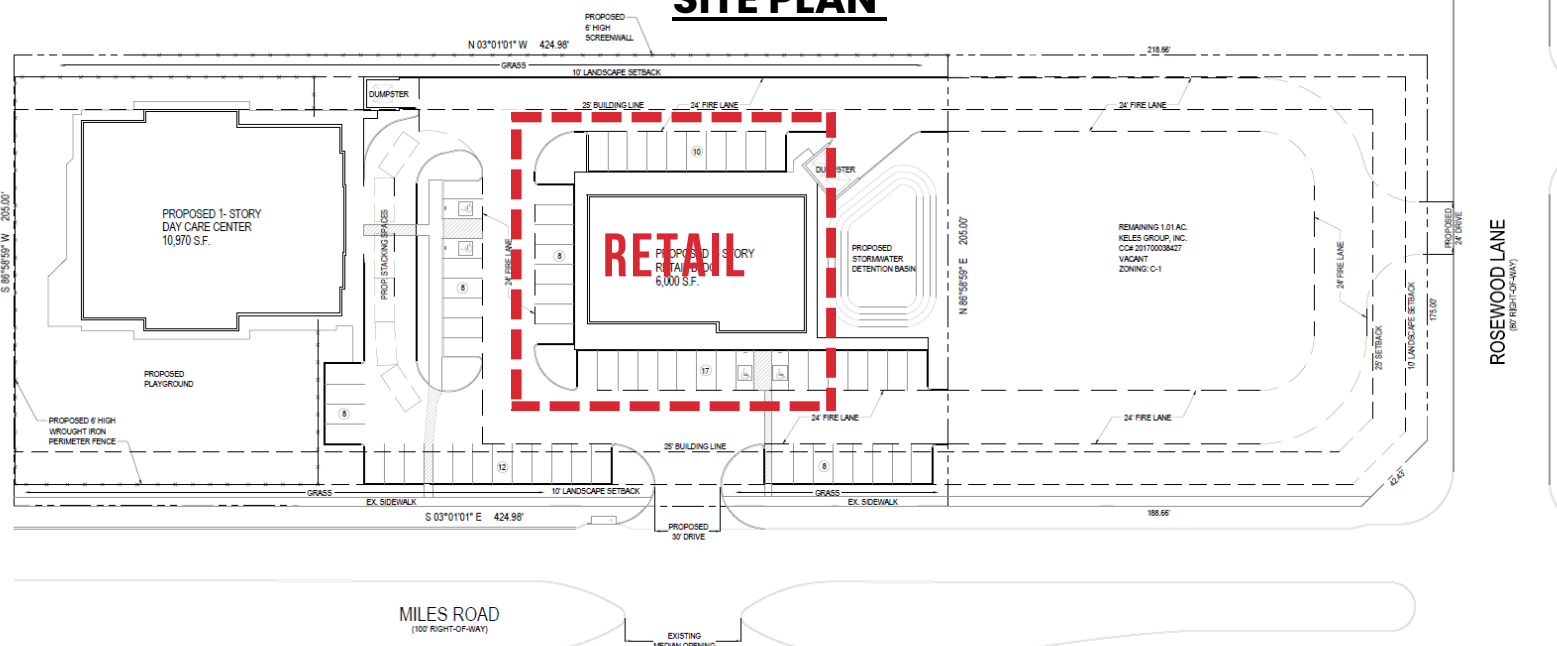 SITE PLAN
PROPOSED
6' HIGH
SCREENWALL
N 03°01'01" W 424.98'
218.66'
GRASS
10' LANDSCAPE SETBACK
DUMPSTER
25' BUILDING LINE
24' FIRE LANE
24' FIRE LANE
10
DUMPSTER
S 86°58'59" W 205.00'
PROPOSED 1- STORY
DAY CARE CENTER
10,970 S.F.
PROP. STACKING SPACES
8
24' FIRE LANE
8
RETAIL
6,000 S.F.
PROPOSED
STORMWATER
DETENTION BASIN
N 86°58'59" E 205.00'
REMAINING 1.01 AC.
KELES GROUP, INC.
CC# 201700038427
VACANT
ZONING: C-1
24' FIRE LANE
25' SETBACK
10' LANDSCAPE SETBACK
175.00'
PROPOSED
24' DRIVE
ROSEWOOD LANE
(60' RIGHT-OF-WAY)
PROPOSED
PLAYGROUND
17
8
PROPOSED 6' HIGH
WROUGHT IRON
PERIMETER FENCE
24' FIRE LANE
24' FIRE LANE
25' BUILDING LINE
12
8
42.43'
GRASS
10' LANDSCAPE SETBACK
GRASS
EX. SIDEWALK
EX. SIDEWALK
S 03°01'01" E 424.98'
188.66'
PROPOSED
30' DRIVE
MILES ROAD
(100' RIGHT-OF-WAY)
EXISTING
MEDIAN OPENING